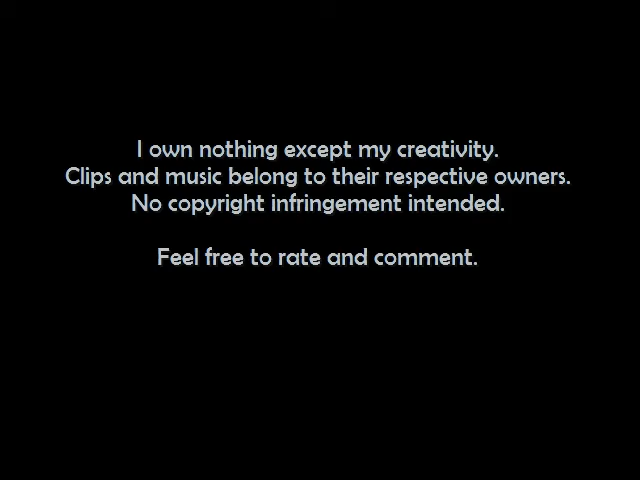 I own nothing except my creativity.
Clips and music belong to their respective owners.
No copyright infringement intended.
Feel free to rate and comment.